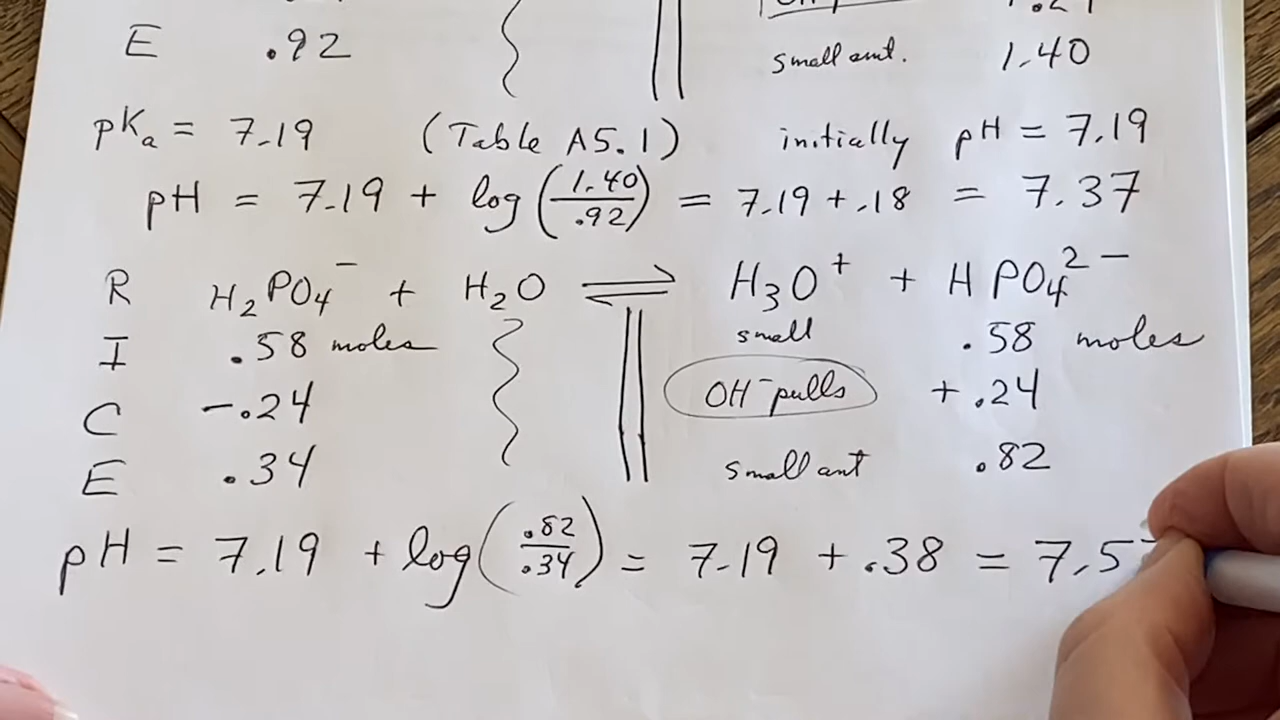 E .92 small amt. 1.40
pKa = 7.19 (Table A5.1) initially pH = 7.19
pH = 7.19 + log(1.40/.92) = 7.19 + .18 = 7.37
R H₂PO₄⁻ + H₂O ⇌ H₃O⁺ + HPO₄²⁻
I .58 moles small .58 moles
C -.24 OH⁻ pulls +.24
E .34 small amt .82
pH = 7.19 + log(.82/.34) = 7.19 + .38 = 7.5